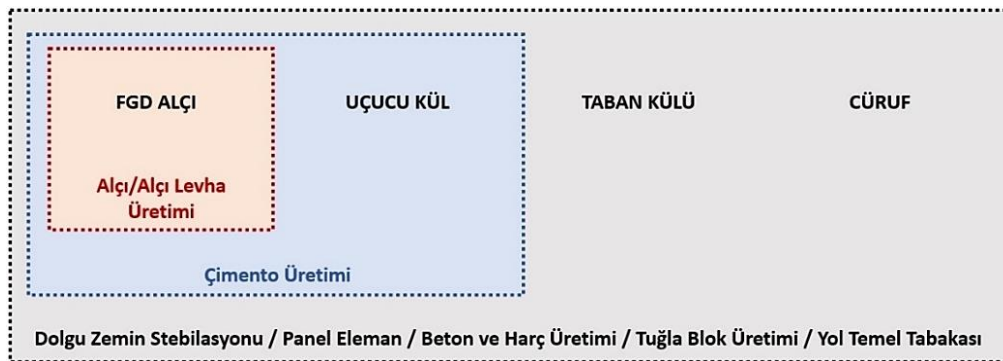 FGD ALÇI
UÇUCU KÜL
TABAN KÜLÜ
CÜRUF
Alçı/Alçı Levha
Üretimi
Çimento Üretimi
Dolgu Zemin Stebilasyonu / Panel Eleman / Beton ve Harç Üretimi / Tuğla Blok Üretimi / Yol Temel Tabakası